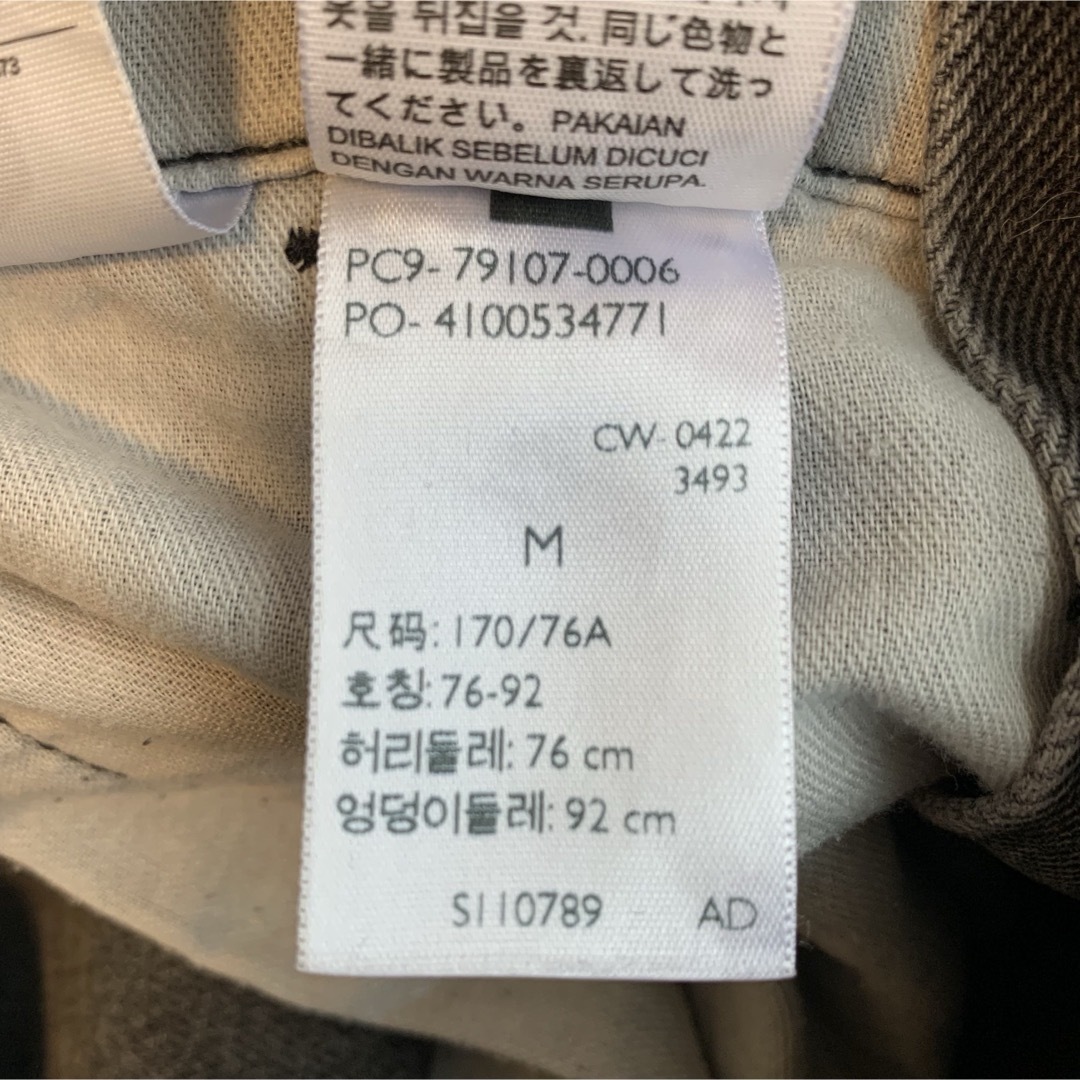 73
옷을 뒤집을 것. 同じ色物と
一緒に製品を裏返して洗っ
てください。PAKAIAN
DIBALIK SEBELUM DICUCI
DENGAN WARNA SERUPA.
PC9- 79107-0006
PO- 4100534771
CW- 0422
3493
M
尺码: 170/76A
호칭: 76-92
허리둘레: 76 cm
엉덩이둘레: 92 cm
S110789 AD